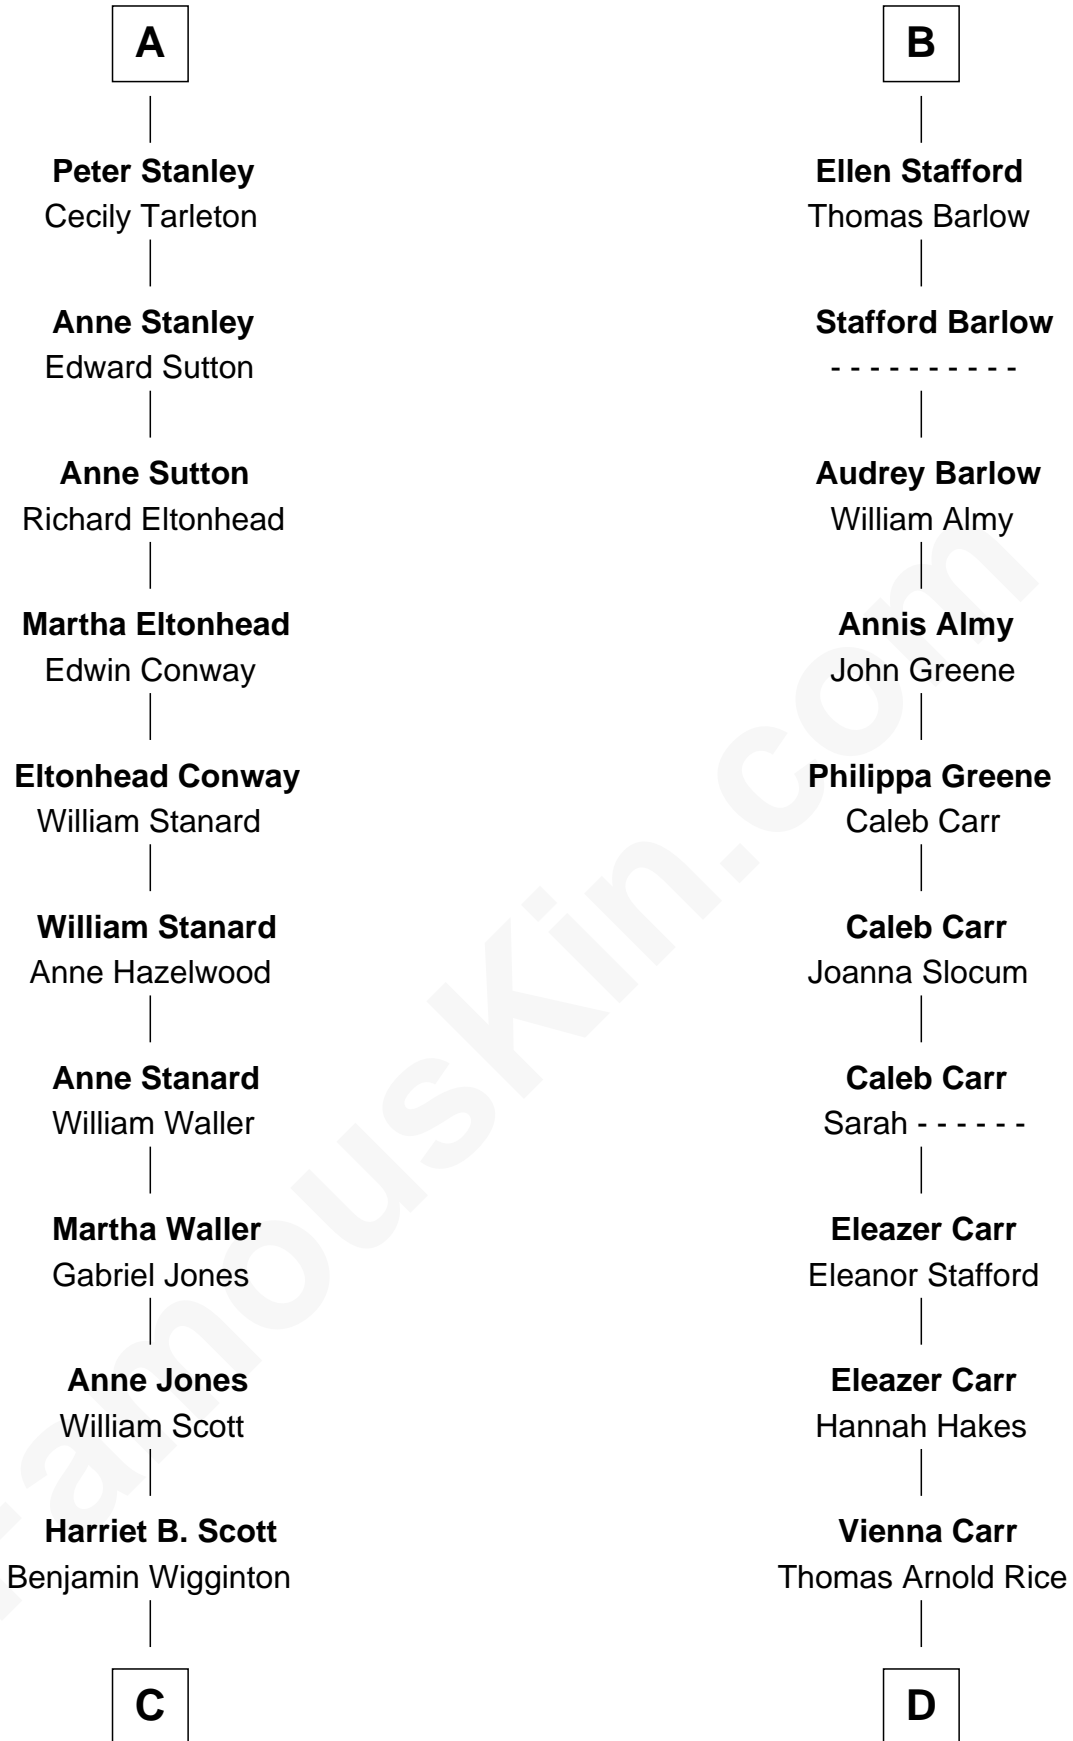 A
Peter Stanley
Cecily Tarleton
Anne Stanley
Edward Sutton
Anne Sutton
Richard Eltonhead
Martha Eltonhead
Edwin Conway
Eltonhead Conway
William Stanard
William Stanard
Anne Hazelwood
Anne Stanard
William Waller
Martha Waller
Gabriel Jones
Anne Jones
William Scott
Harriet B. Scott
Benjamin Wigginton
C
B
Ellen Stafford
Thomas Barlow
Stafford Barlow
- - - - - - - - - -
Audrey Barlow
William Almy
Annis Almy
John Greene
Philippa Greene
Caleb Carr
Caleb Carr
Joanna Slocum
Caleb Carr
Sarah - - - - - -
Eleazer Carr
Eleanor Stafford
Eleazer Carr
Hannah Hakes
Vienna Carr
Thomas Arnold Rice
D
FamousKin.com